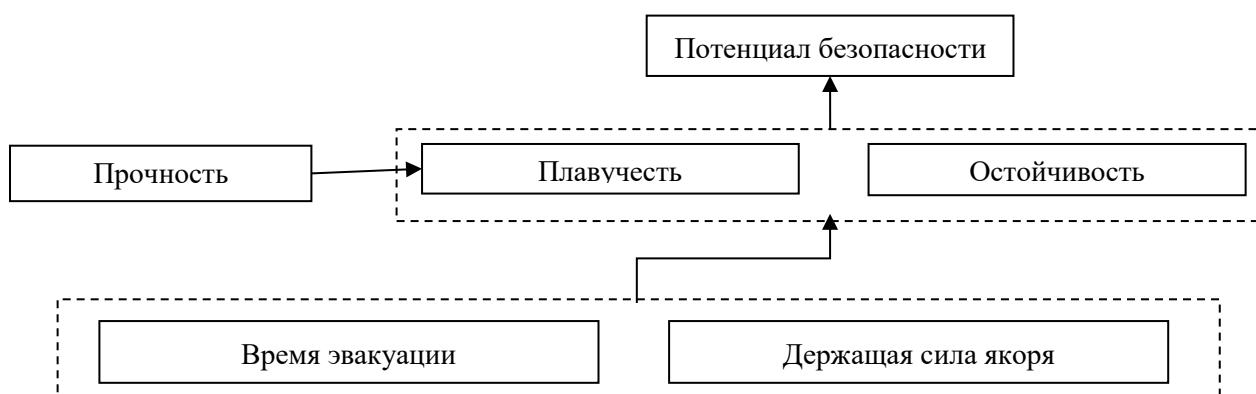 Потенциал безопасности
Прочность
Плавучесть
Остойчивость
Время эвакуации
Держащая сила якоря